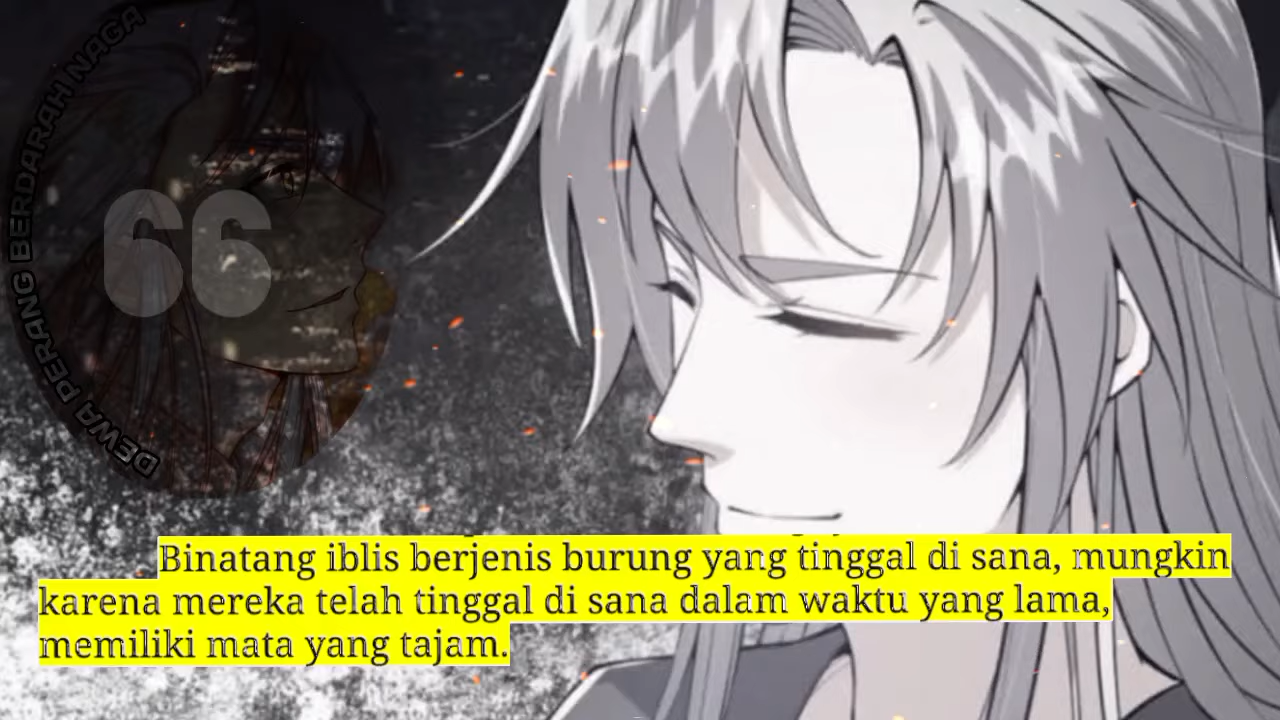 DEWA PERANG BERDARAH NAGA
66
Binatang iblis berjenis burung yang tinggal di sana, mungkin
karena mereka telah tinggal di sana dalam waktu yang lama,
memiliki mata yang tajam.